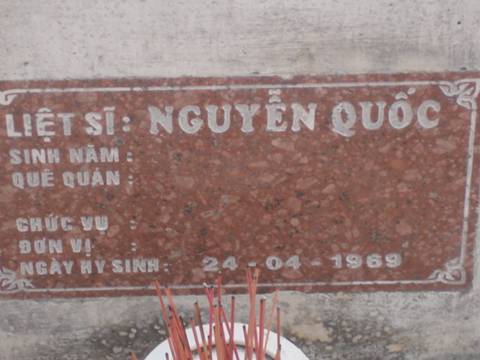 LIỆT SĨ: NGUYỄN QUỐC
SINH NĂM :
QUÊ QUÁN :
CHỨC VỤ :
ĐƠN VỊ :
NGÀY HY SINH : 24 - 04 - 1969